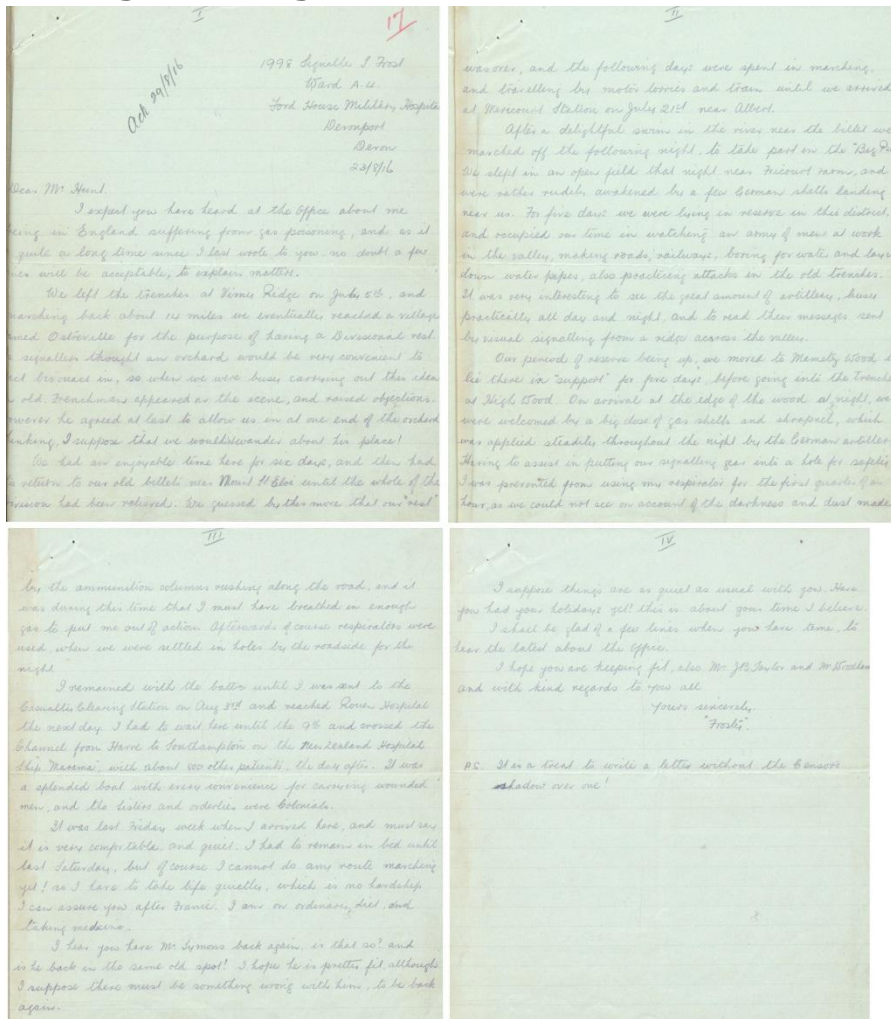 I
17
Ack 29/8/16
1998 Signaller S. Frost
Ward A.4.
Ford House Military Hospital
Devonport
Devon
23/8/16
Dear Mr Hunt.
I expect you have heard at the Office about me
being in England suffering from gas poisoning, and as it
quite a long time since I last wrote to you no doubt a few
lines will be acceptable, to explain matters.
We left the trenches at Vimes Ridge on July 5th, and
marching back about 14 miles we eventually reached a village
named Ostreville for the purpose of having a Divisional rest.
signallers thought an orchard would be very convenient to
bivouac in, so when we were busy carrying out this idea
old Frenchman appeared on the scene, and raised objections.
However he agreed at last to allow us in at one end of the orchard
thinking, I suppose that we would wander about his place!
We had an enjoyable time here for six days, and then had
to return to our old billets near Mount St Eloi until the whole of the
Division had been relieved. We guessed by this move that our "rest"
II
was over, and the following days were spent in marching,
and travelling by motor lorries and train until we arrived
at Maricourt Station on July 21st near Albert.
After a delightful swim in the river near the billet we
marched off the following night, to take part on the "Big
We slept in an open field that night near Fricourt farm, and
were rather rudely awakened by a few German shells landing
near us. For five days we were lying in reserve in this district,
and occupied our time in watching an army of men at work
in the valley, making roads, railways, boring for water and laying
down water pipes, also practicing attacks in the old trenches.
It was very interesting to see the great amount of artillery, busy
practically all day and night, and to read their messages sent
by visual signalling from a ridge across the valley.
Our period of reserve being up, we moved to Mametz Wood
lie there in "support" for five days, before going into the trenches
at High Wood. On arrival at the edge of the wood at night, we
were welcomed by a big dose of gas shells and shrapnel, which
was applied steadily throughout the night by the German artillery.
Having to assist in putting our signalling gear into a hole for safety
I was prevented from using my respirator for the first quarter of an
hour, as we could not see on account of the darkness and dust made
III
by the ammunition columns rushing along the road, and it
was during this time that I must have breathed in enough
gas to put me out of action. Afterwards of course respirators were
used, when we were settled in holes by the roadside for the
night
I remained with the battn until I was sent to the
Casualty Clearing Station on Aug 3rd and reached Rouen Hospital
the next day. I had to wait here until the 9th and crossed the
Channel from Havre to Southampton on the New Zealand Hospital
Ship "Marama", with about 800 other patients, the day after. It was
a splendid boat with every convenience for carrying wounded
men, and the Sisters and orderlies were Colonials.
It was last Friday week when I arrived here, and must say
it is very comfortable, and quiet. I had to remain in bed until
last Saturday, but of course I cannot do any route marching
yet! so I have to take life quietly, which is no hardship
I can assure you after France. I am on ordinary diet, and
taking medicine.
I hear you have Mr Symons back again, is that so? and
is he back in the same old spot! I hope he is pretty fit, although
I suppose there must be something wrong with him, to be back
again.
IV
I suppose things are as quiet as usual with you. Have
you had your holidays yet! this is about your time I believe.
I shall be glad of a few lines when you have time, to
hear the latest about the Office.
I hope you are keeping fit, also Mr J.B. Taylor and Mr
and with kind regards to you all
Yours sincerely.
"Frosty".
P.S. It is a treat to write a letter without the Censors
shadow over one!